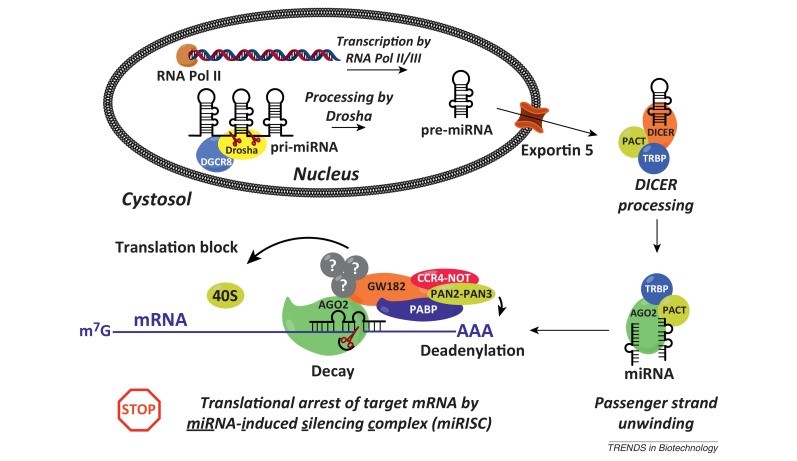 Transcription by
RNA Pol II/III
RNA Pol II
Processing by
Drosha
pre-miRNA
Drosha
DGCR8
pri-miRNA
Nucleus
Cystosol
Exportin 5
DICER
PACT
TRBP
DICER
processing
Translation block
?
?
?
40S
GW182
CCR4-NOT
PAN2-PAN3
PABP
AGO2
m7G
mRNA
AAA
Deadenylation
Decay
TRBP
AGO2
PACT
miRNA
STOP
Translational arrest of target mRNA by
miRNA-induced silencing complex (miRISC)
Passenger strand
unwinding
TRENDS in Biotechnology